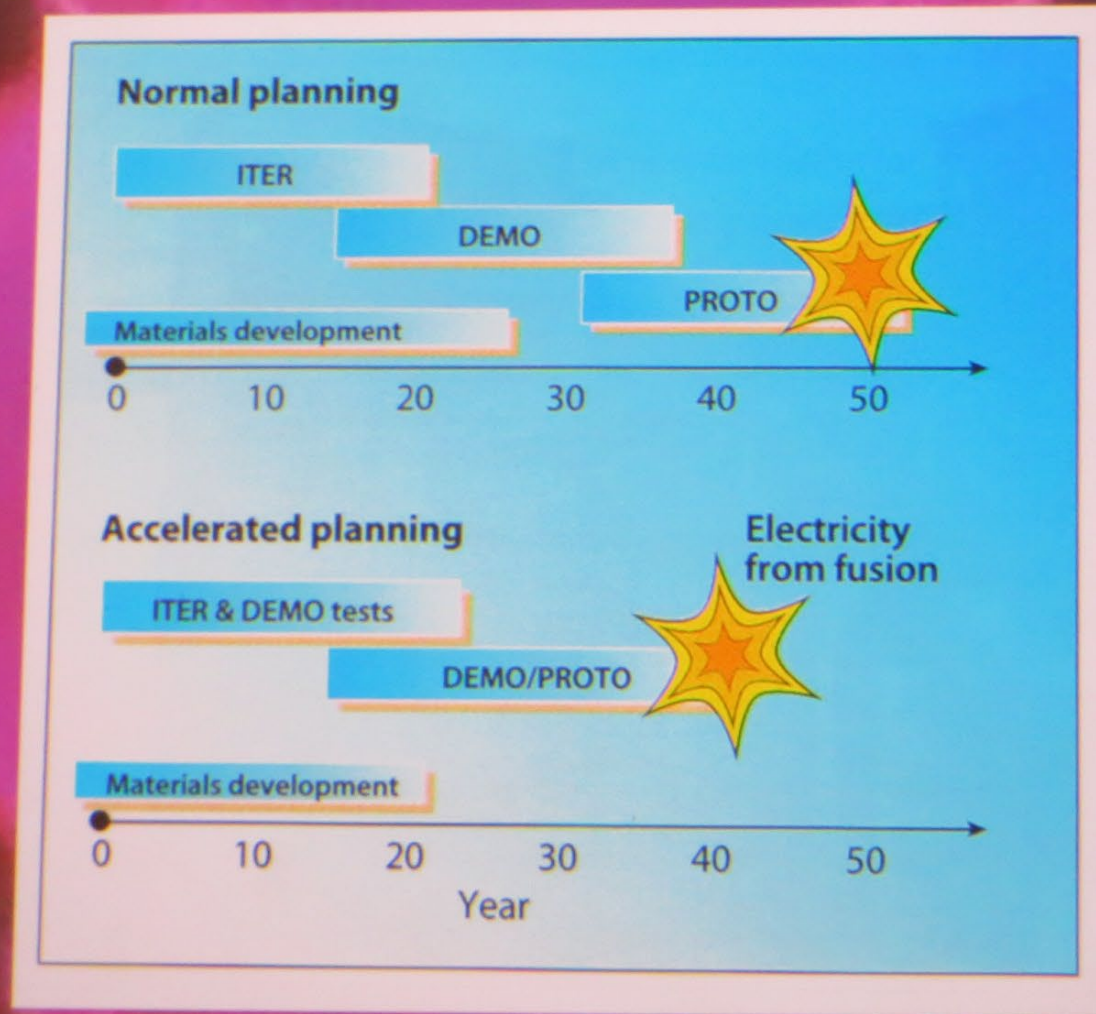 Normal planning
ITER
DEMO
PROTO
Materials development
0 10 20 30 40 50
Accelerated planning
Electricity
from fusion
ITER & DEMO tests
DEMO/PROTO
Materials development
0 10 20 30 40 50
Year